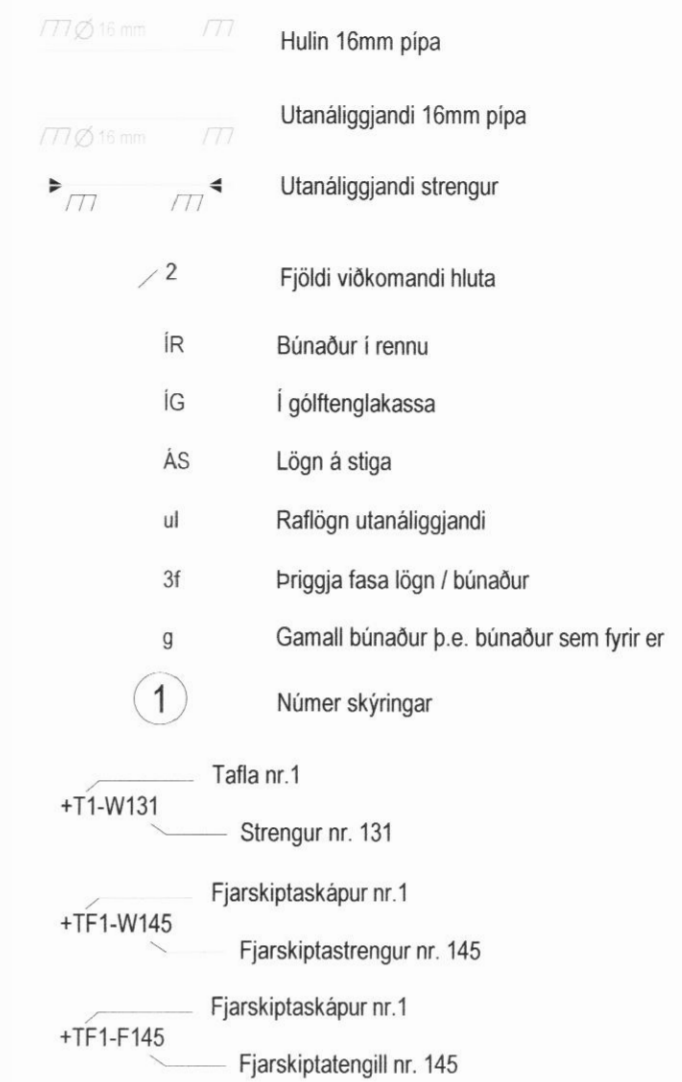 Ø 16 mm
Hulin 16mm pípa
Utanáliggjandi 16mm pípa
Ø 16 mm
Utanáliggjandi strengur
2 Fjöldi viðkomandi hluta
ÍR Búnaður í rennu
ÍG Í gólftenglakassa
ÁS Lögn á stiga
ul Raflögn utanáliggjandi
3f Þriggja fasa lögn / búnaður
g Gamall búnaður þ.e. búnaður sem fyrir er
1 Númer skýringar
Tafla nr.1
+T1-W131
Strengur nr. 131
Fjarskiptaskápur nr.1
+TF1-W145
Fjarskiptastrengur nr. 145
Fjarskiptaskápur nr.1
+TF1-F145
Fjarskiptatengill nr. 145